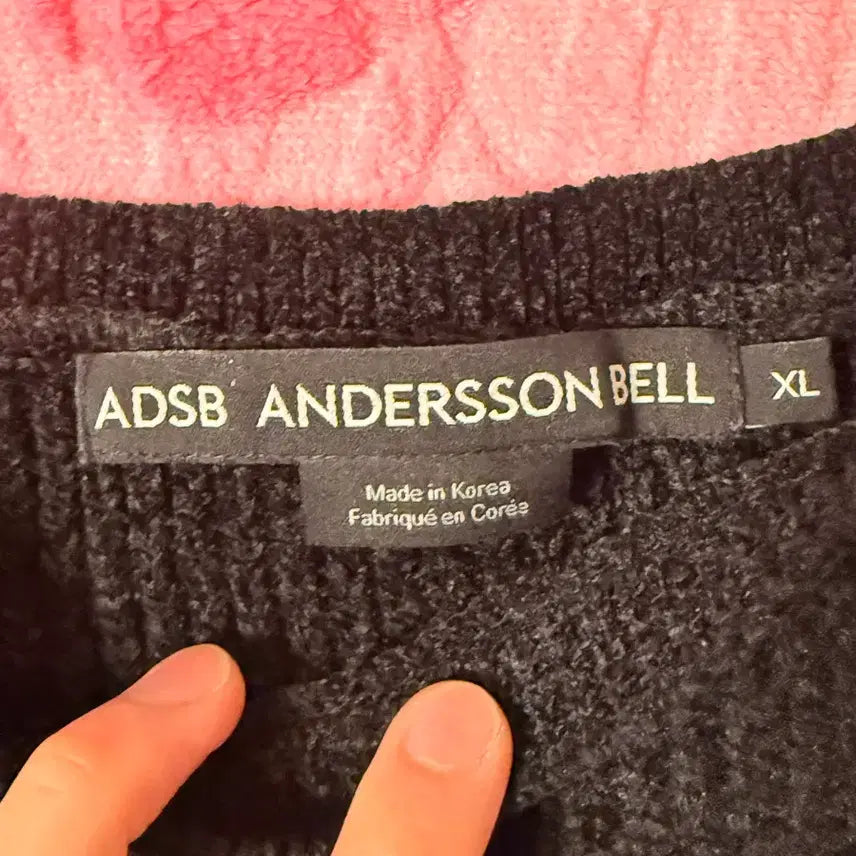 ADSB ANDERSSON BELL XL
Made in Korea
Fabriqué en Corée